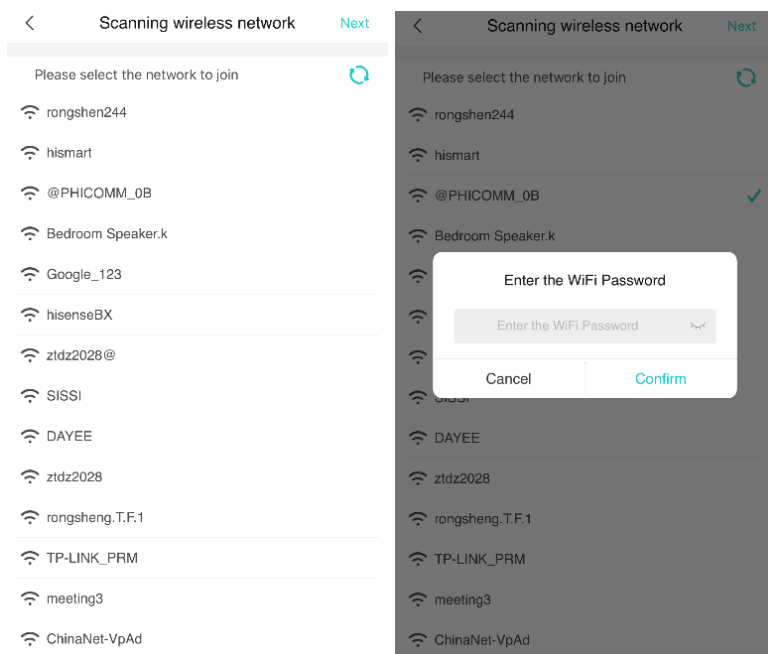 Scanning wireless network Next
Please select the network to join
rongshen244
hismart
@PHICOMM_0B
Bedroom Speaker.k
Google_123
hisenseBX
ztdz2028@
SISSI
DAYEE
ztdz2028
rongsheng.T.F.1
TP-LINK_PRM
meeting3
ChinaNet-VpAd
Scanning wireless network Next
Please select the network to join
rongshen244
hismart
@PHICOMM_0B
Bedroom Speaker.k
Enter the WiFi Password
Enter the WiFi Password
Cancel Confirm
SISSI
DAYEE
ztdz2028
rongsheng.T.F.1
TP-LINK_PRM
meeting3
ChinaNet-VpAd